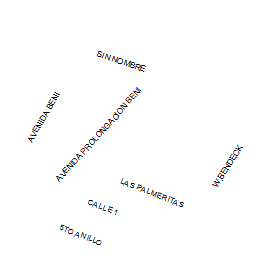 SIN NOMBRE
AVENIDA BENI
AVENIDA PROLONGACION BENI
W.BENDECK
LAS PALMERITAS
CALLE 1
5TO ANILLO